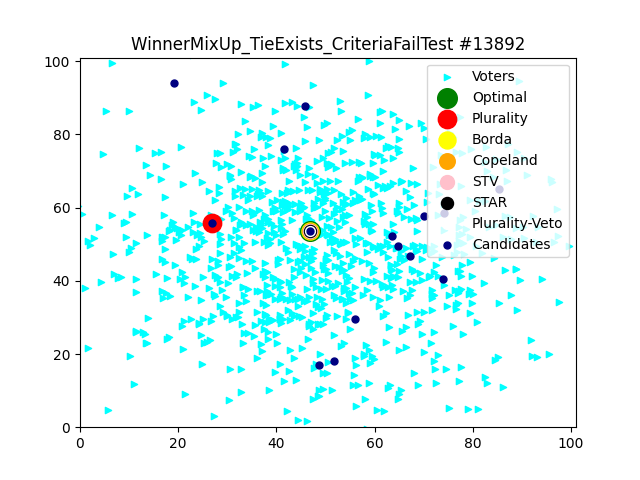 WinnerMixUp_TieExists_CriteriaFailTest #13892
100
80
60
40
20
0
0
20
40
60
80
100
Voters
Optimal
Plurality
Borda
Copeland
STV
STAR
Plurality-Veto
Candidates